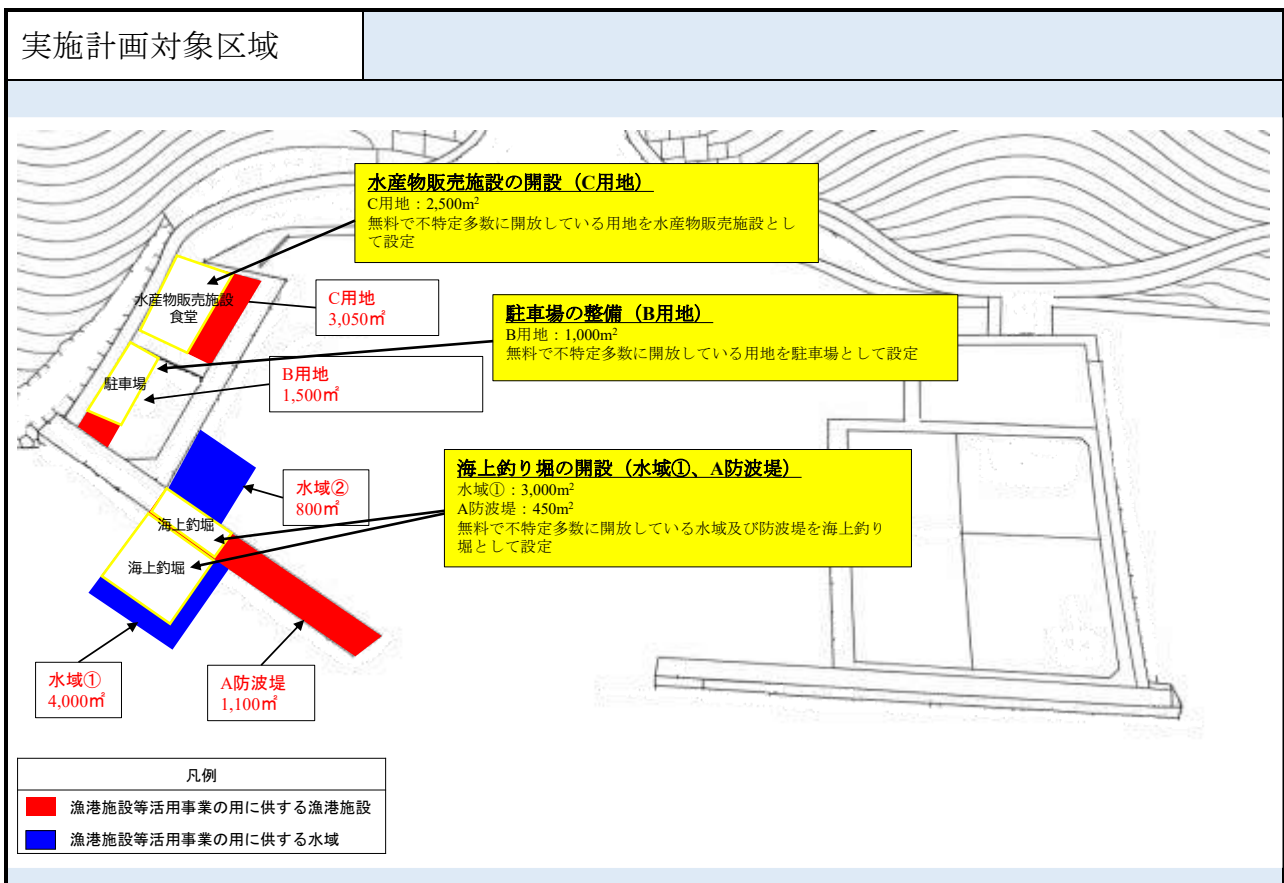 実施計画対象区域
水産物販売施設の開設（C用地）
C用地：2,500m²
無料で不特定多数に開放している用地を水産物販売施設とし
て設定
水産物販売施設
食堂
C用地
3,050㎡
駐車場の整備（B用地）
B用地：1,000m²
無料で不特定多数に開放している用地を駐車場として設定
駐車場
B用地
1,500㎡
海上釣り堀の開設（水域①、A防波堤）
水域①：3,000m²
A防波堤：450m²
無料で不特定多数に開放している水域及び防波堤を海上釣り
堀として設定
水域②
800㎡
海上釣堀
海上釣堀
水域①
4,000㎡
A防波堤
1,100㎡
凡例
漁港施設等活用事業の用に供する漁港施設
漁港施設等活用事業の用に供する水域